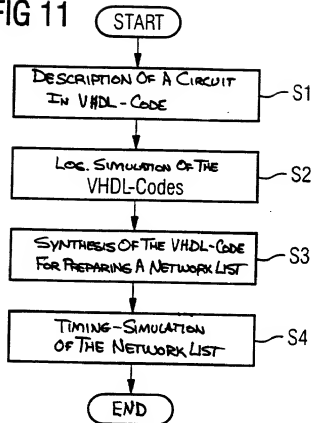 FIG 11
START
DESCRIPTION OF A CIRCUIT
IN VHDL-CODE
S1
LOG. SIMULATION OF THE
VHDL-Codes
S2
SYNTHESIS OF THE VHDL-CODE
FOR PREPARING A NETWORK LIST
S3
TIMING-SIMULATION
OF THE NETWORK LIST
S4
END